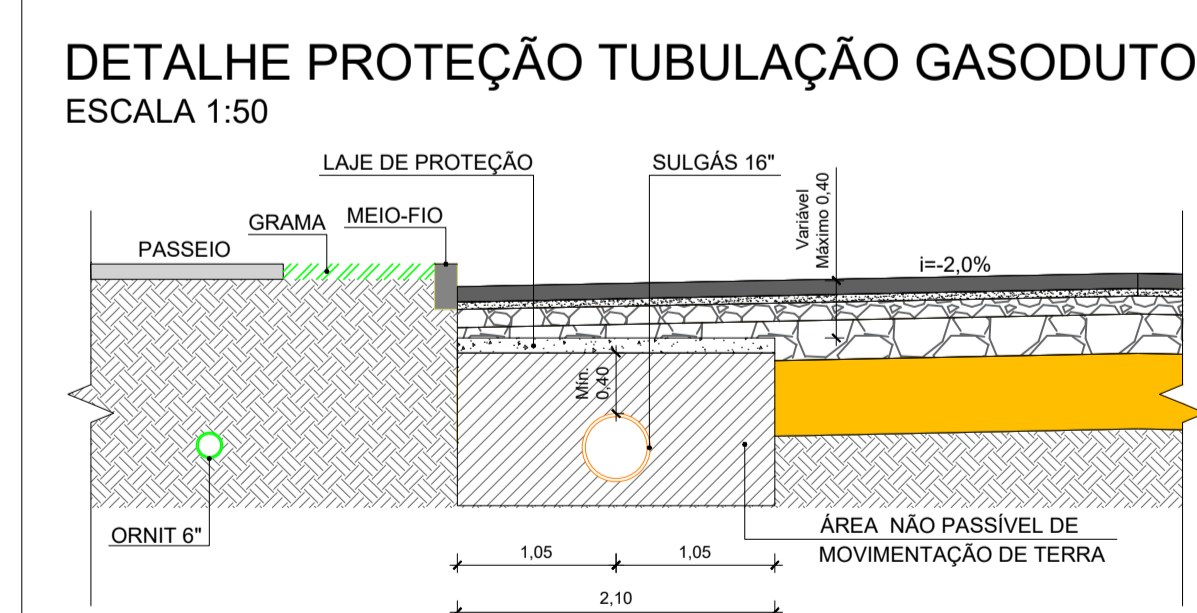 DETALHE PROTEÇÃO TUBULAÇÃO GASODUTO
ESCALA 1:50
LAJE DE PROTEÇÃO
SULGÁS 16"
Variável
Máximo 0,40
GRAMA
MEIO-FIO
PASSEIO
i=-2,0%
Mín.
0,40
ORNIT 6"
ÁREA NÃO PASSÍVEL DE
MOVIMENTAÇÃO DE TERRA
1,05
1,05
2,10